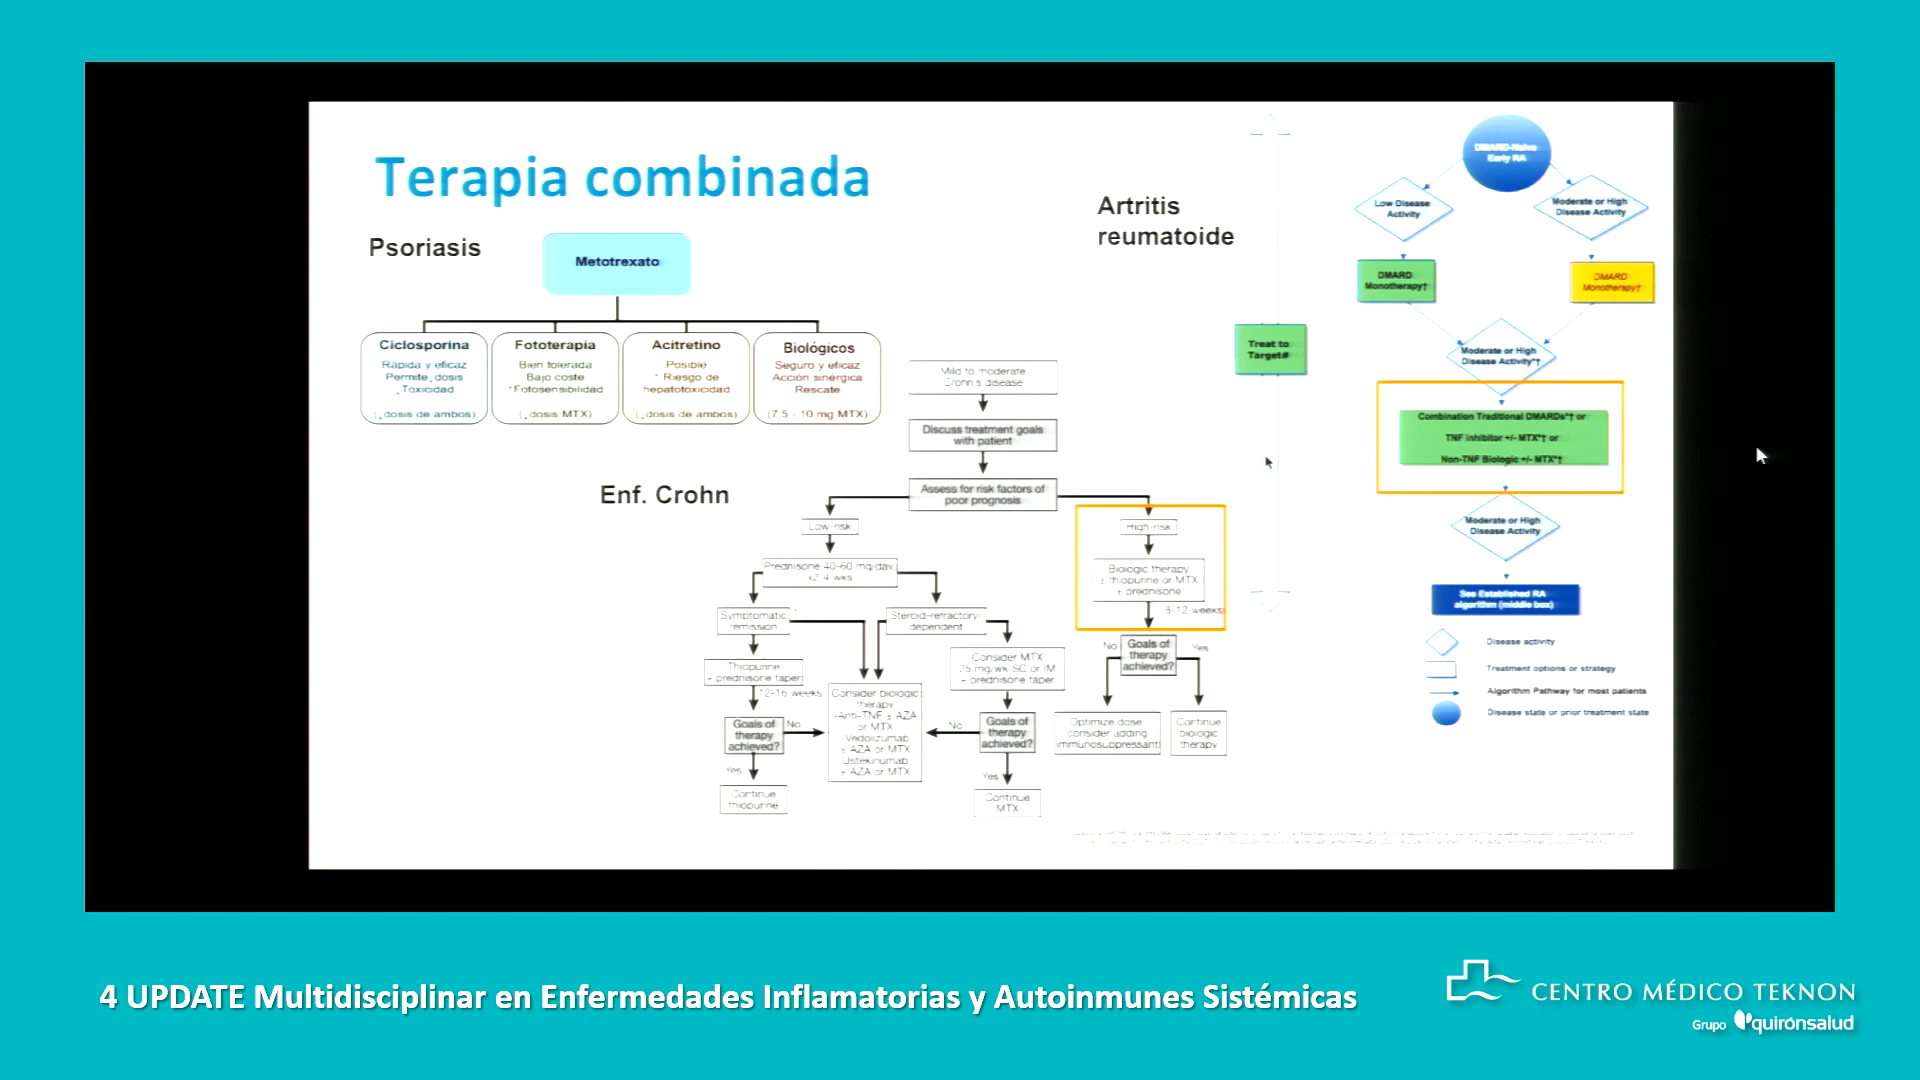 Terapia combinada
Psoriasis
Metotrexato
Ciclosporina
Rápida y eficaz
Permite dosis
Toxicidad
dosis de ambos)
Fototerapia
Bien tolerada
Bajo coste
Fotosensibilidad
dosis MTX)
Acitretino
Posible
Riesgo de
hepatotoxicidad
dosis de ambos)
Biológicos
Seguro y eficaz
Acción sinérgica
Rescate
(7.5 - 10 mg MTX)
Enf. Crohn
Mild to moderate
Crohn's disease
Discuss treatment goals
with patient
Assess for risk factors of
poor prognosis
Low-risk
Prednisone 40-60 mg/day
x2-4 wks
Symptomatic
remission
Steroid-refractory/
dependent
Thiopurine
+ prednisone taper
12-16 weeks
Consider MTX
25 mg/wk SC or IM
+ prednisone taper
Consider biologic
therapy
-Anti-TNF ± AZA
or MTX
Vedolizumab
± AZA or MTX
Ustekinumab
± AZA or MTX
Goals of
therapy
achieved?
No
Yes
Continue
thiopurine
Goals of
therapy
achieved?
No
Yes
Continue
MTX
High-risk
Biologic therapy
± thiopurine or MTX
± prednisone
8-12 weeks
Goals of
therapy
achieved?
No
Yes
Optimize dose
consider adding
immunosuppressant
Continue
biologic
therapy
Artritis
reumatoide
Treat to
Target#
DMARD-Naive
Early RA
Low Disease
Activity
Moderate or High
Disease Activity
DMARD
Monotherapy†
DMARD
Monotherapy†
Moderate or High
Disease Activity*†
Combination Traditional DMARDs*† or
TNF inhibitor +/- MTX*† or
Non-TNF Biologic +/- MTX*†
Moderate or High
Disease Activity
See Established RA
algorithm (middle box)
Disease activity
Treatment options or strategy
Algorithm Pathway for most patients
Disease state or prior treatment state
4 UPDATE Multidisciplinar en Enfermedades Inflamatorias y Autoinmunes Sistémicas
CENTRO MÉDICO TEKNON
Grupo quirónsalud